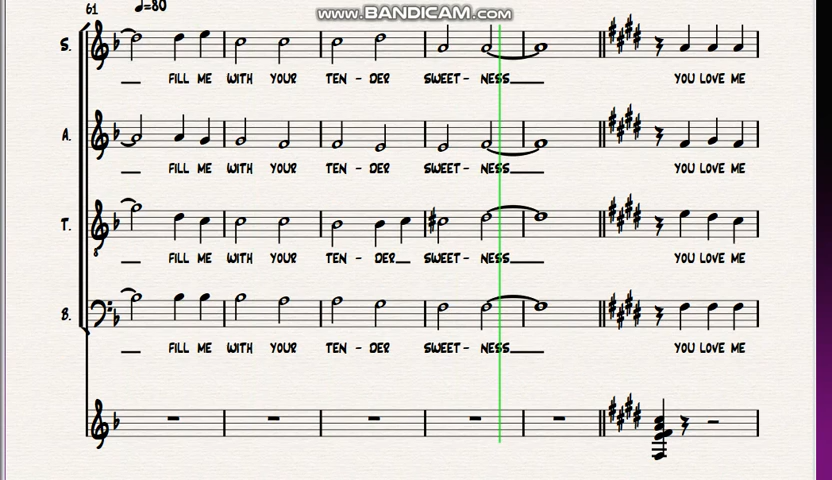 www.BANDICAM.com
61
♩=80
S.
FILL ME WITH YOUR TEN - DER SWEET - NESS YOU LOVE ME
A.
FILL ME WITH YOUR TEN - DER SWEET - NESS YOU LOVE ME
T.
8
FILL ME WITH YOUR TEN - DER SWEET - NESS YOU LOVE ME
B.
FILL ME WITH YOUR TEN - DER SWEET - NESS YOU LOVE ME